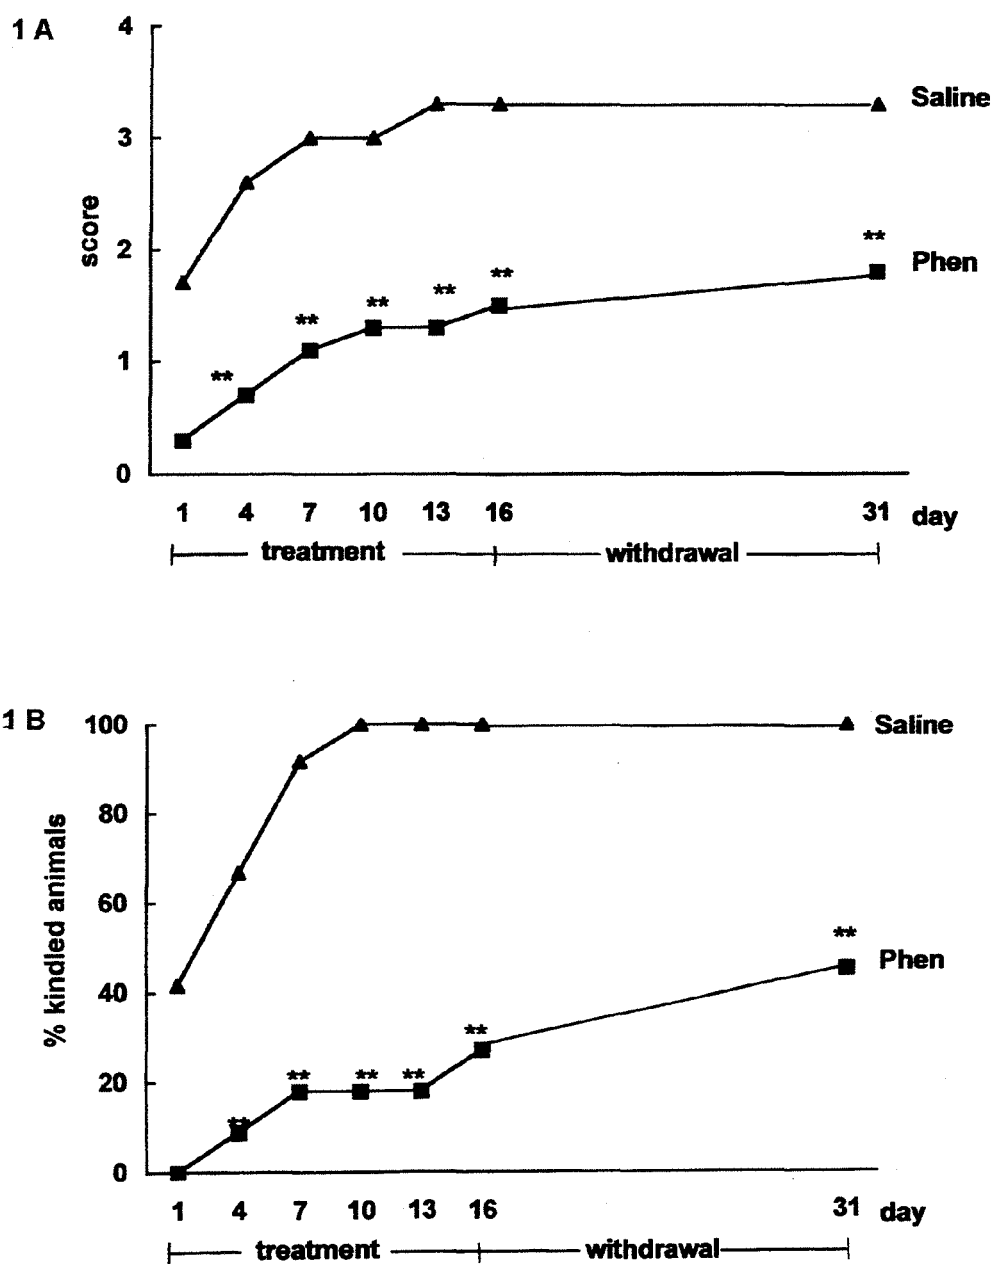 1 A
4
Saline
3
score
2
**
Phen
**
**
**
**
1
**
0
1 4 7 10 13 16 31 day
treatment withdrawal
1 B
100
Saline
80
% kindled animals
60
**
Phen
40
**
20
** ** **
**
0
1 4 7 10 13 16 31 day
treatment withdrawal